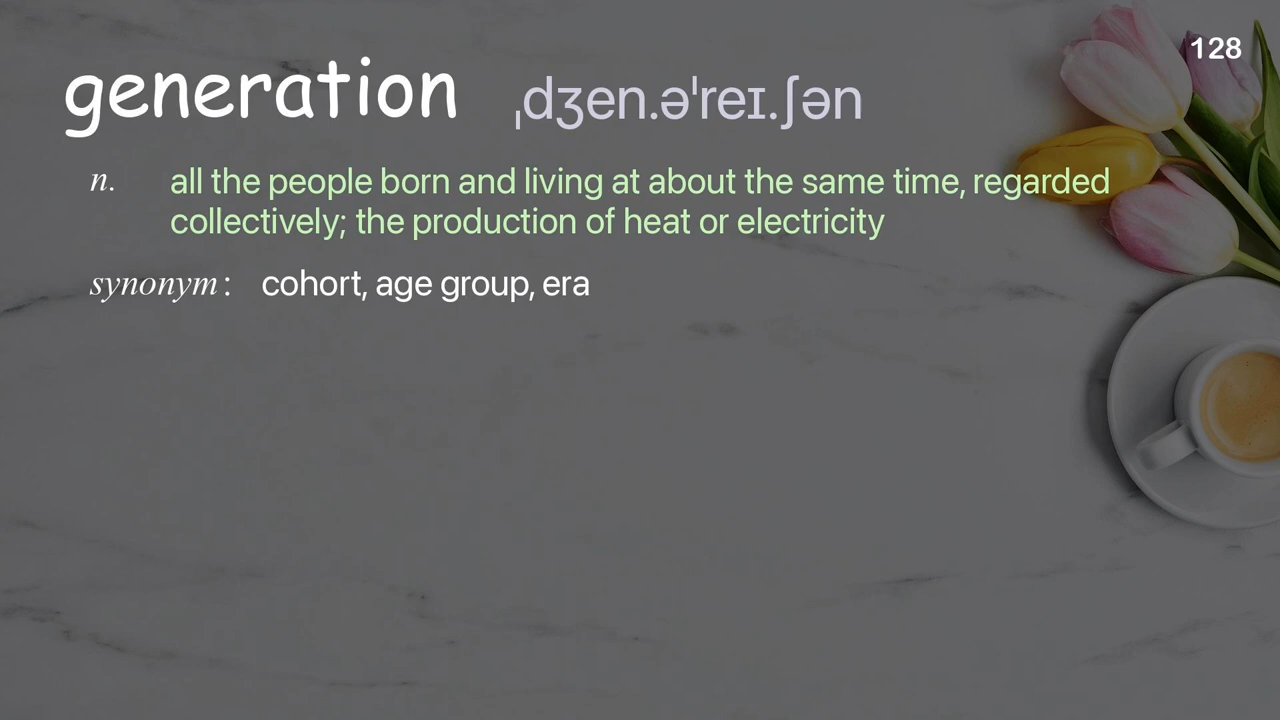 128
generation ˌdʒen.əˈreɪ.ʃən
n. all the people born and living at about the same time, regarded
collectively; the production of heat or electricity
synonym: cohort, age group, era